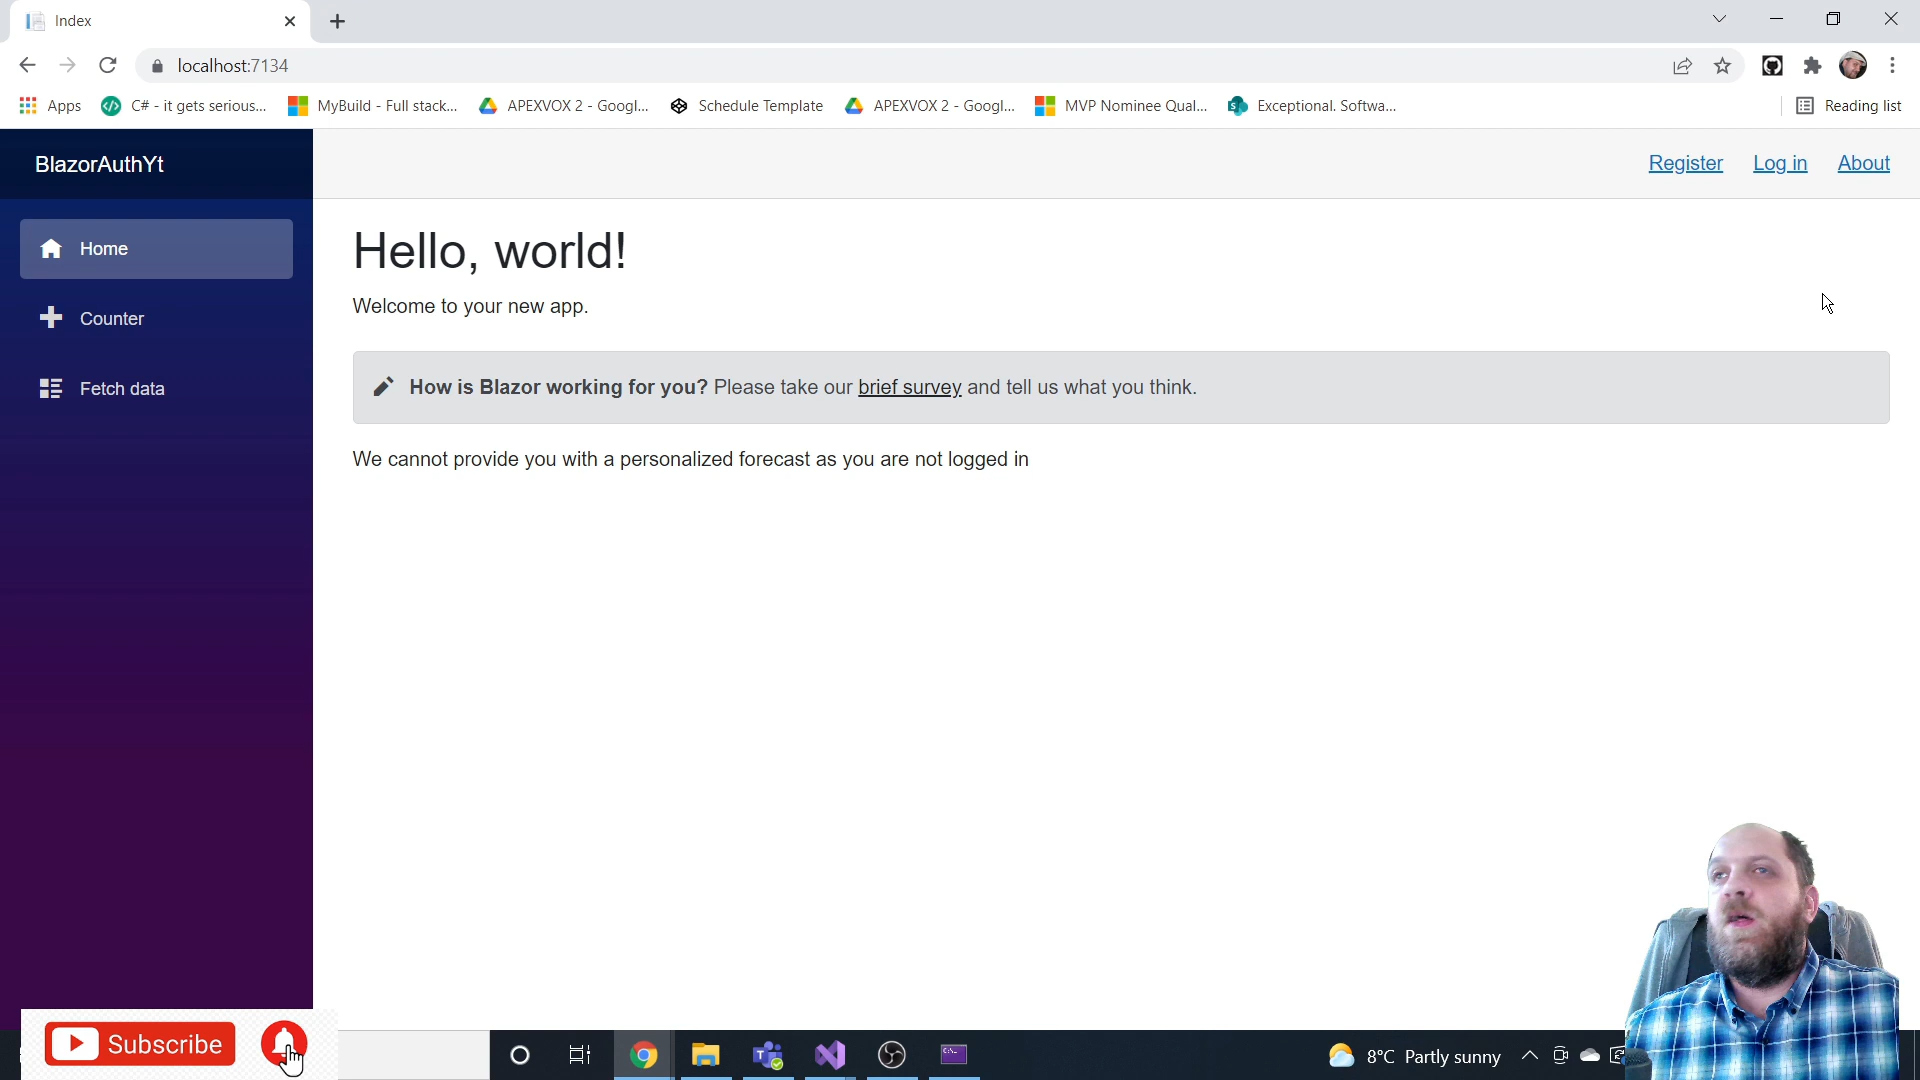 Index
localhost:7134
Apps
C# - it gets serious...
MyBuild - Full stack...
APEXVOX 2 - Googl...
Schedule Template
APEXVOX 2 - Googl...
MVP Nominee Qual...
Exceptional. Softwa...
Reading list
BlazorAuthYt
Register Log in About
Home
Counter
Fetch data
Hello, world!
Welcome to your new app.
How is Blazor working for you? Please take our brief survey and tell us what you think.
We cannot provide you with a personalized forecast as you are not logged in
Subscribe
8°C Partly sunny